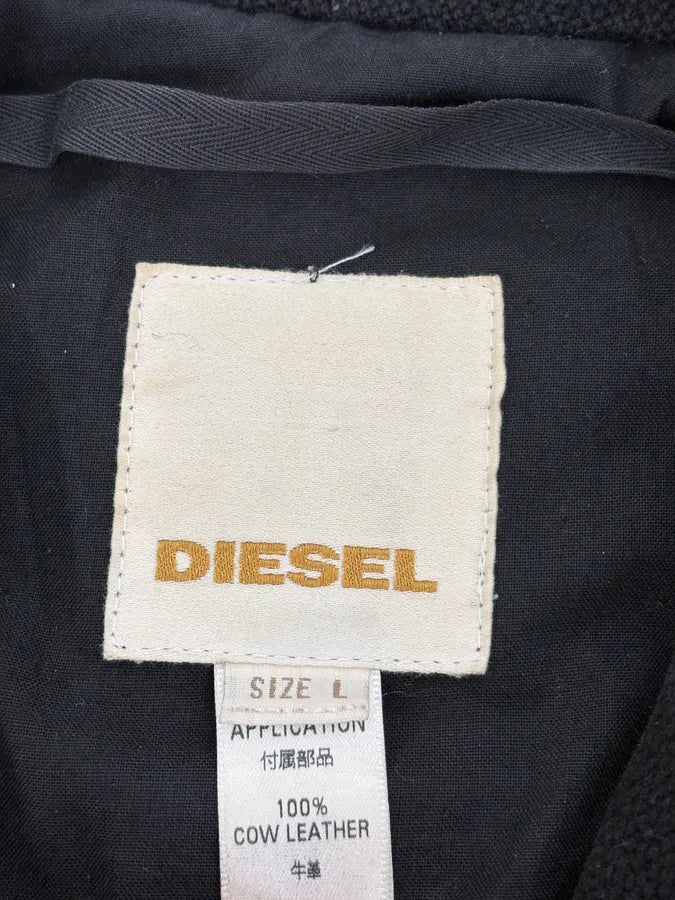 DIESEL
SIZE L
APPLICATION
付属部品
100%
COW LEATHER
牛革